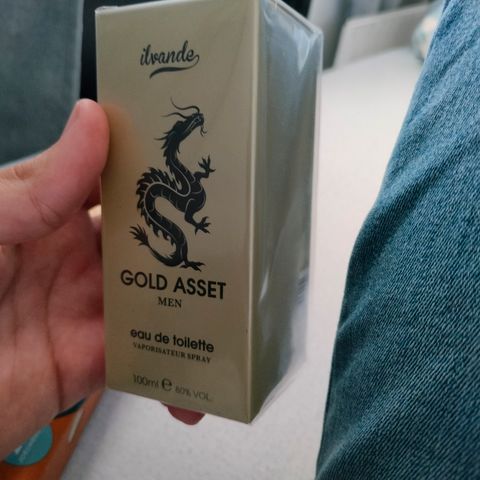 ilvande
GOLD ASSET
MEN
eau de toilette
VAPORISATEUR SPRAY
100ml ℮ 80% VOL.